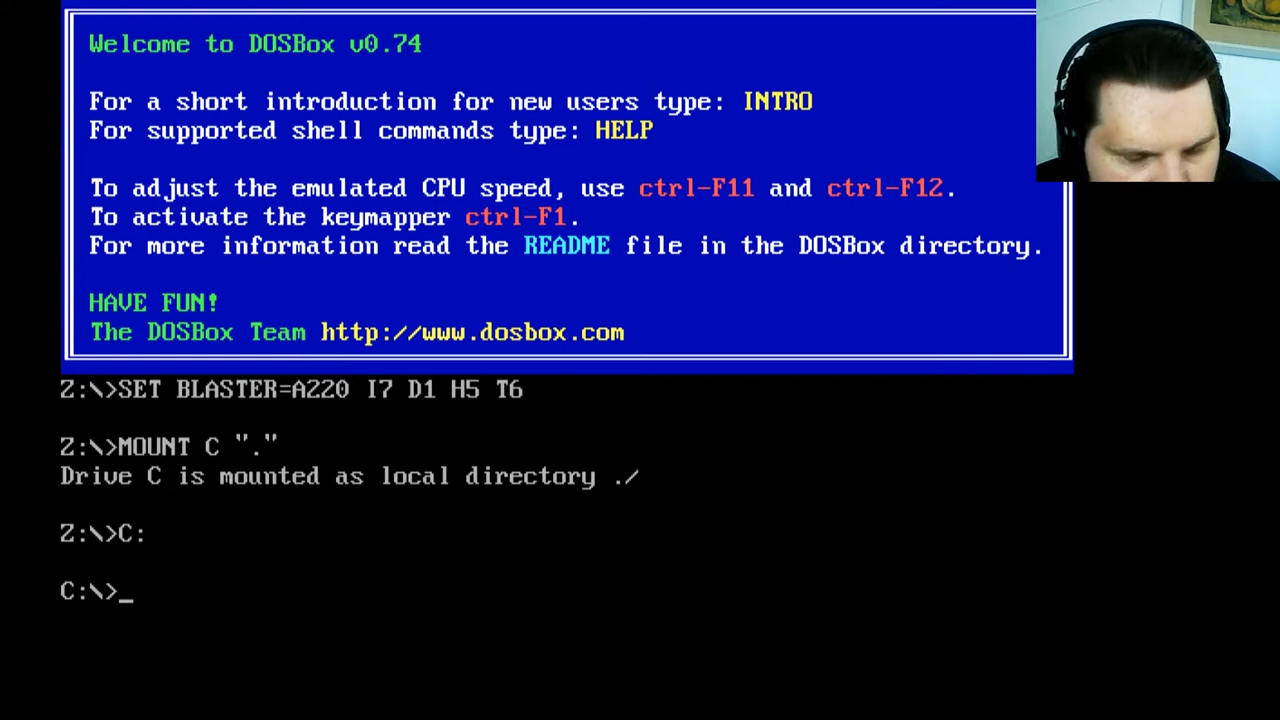 Welcome to DOSBox v0.74
For a short introduction for new users type: INTRO
For supported shell commands type: HELP
To adjust the emulated CPU speed, use ctrl-F11 and ctrl-F12.
To activate the keymapper ctrl-F1.
For more information read the README file in the DOSBox directory.
HAVE FUN!
The DOSBox Team http://www.dosbox.com
Z:\>SET BLASTER=A220 I7 D1 H5 T6
Z:\>MOUNT C "."
Drive C is mounted as local directory ./
Z:\>C:
C:\>_